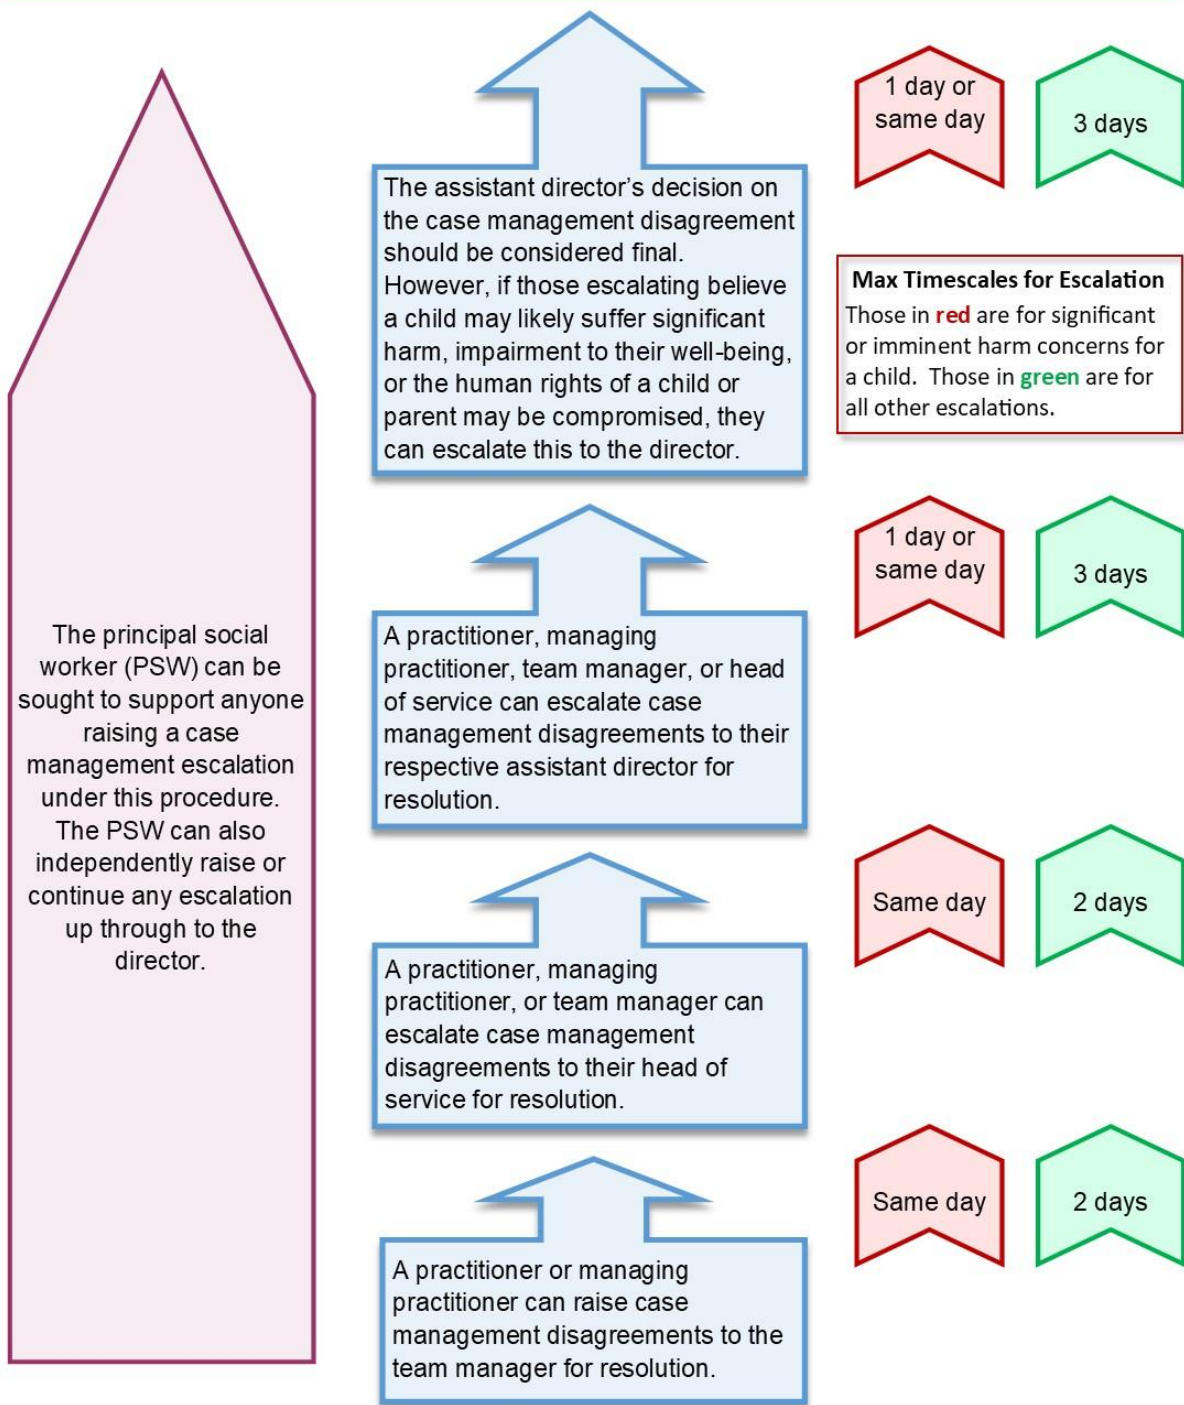 The principal social
worker (PSW) can be
sought to support anyone
raising a case
management escalation
under this procedure.
The PSW can also
independently raise or
continue any escalation
up through to the
director.
The assistant director's decision on
the case management disagreement
should be considered final.
However, if those escalating believe
a child may likely suffer significant
harm, impairment to their well-being,
or the human rights of a child or
parent may be compromised, they
can escalate this to the director.
1 day or
same day
3 days
Max Timescales for Escalation
Those in red are for significant
or imminent harm concerns for
a child. Those in green are for
all other escalations.
A practitioner, managing
practitioner, team manager, or head
of service can escalate case
management disagreements to their
respective assistant director for
resolution.
1 day or
same day
3 days
A practitioner, managing
practitioner, or team manager can
escalate case management
disagreements to their head of
service for resolution.
Same day
2 days
A practitioner or managing
practitioner can raise case
management disagreements to the
team manager for resolution.
Same day
2 days